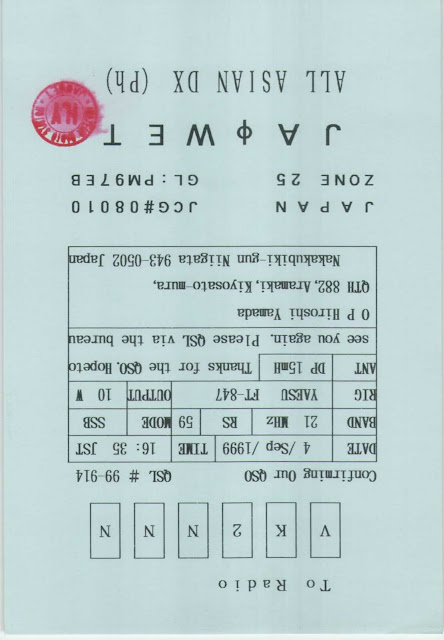 To Radio
V K 2 N N N
Confirming Our QSO QSL # 99-914
DATE 4 /Sep /1999 TIME 16: 35 JST
BAND 21 MHz RS 59 MODE SSB
RIG YAESU FT-847 OUTPUT 10 W
ANT DP 15mH Thanks for the QSO. Hopeto
see you again. Please QSL via the bureau
O P Hiroshi Yamada
QTH 882, Aramaki, Kiyosato-mura,
Nakakubiki-gun Niigata 943-0502 Japan
JAPAN JCG#08010
ZONE 25 GL:PM97EB
JAφWET
ALL ASIAN DX (Ph)